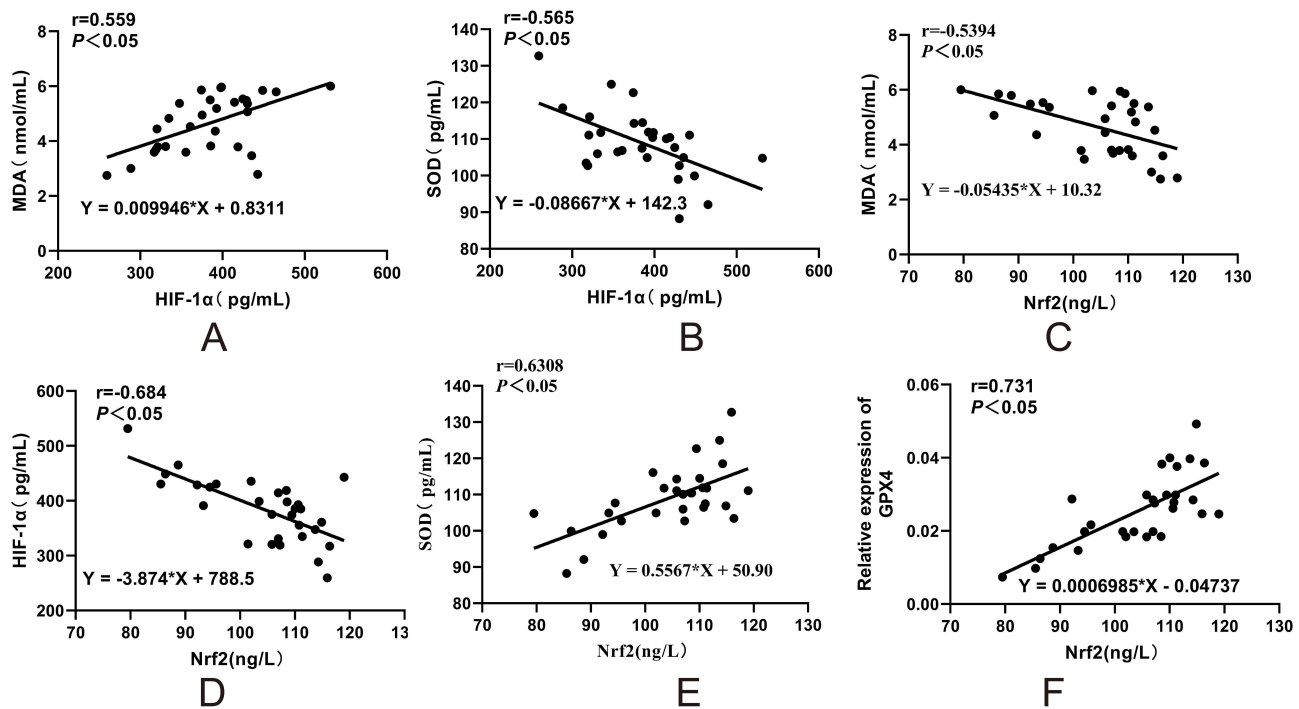 r=0.559
P＜0.05
MDA（ nmol/mL）
8
6
4
2
0
Y = 0.009946*X + 0.8311
200
300
400
500
600
HIF-1α（ pg/mL)
A
r=-0.565
P＜0.05
SOD（ pg/mL)
140
130
120
110
100
90
80
Y = -0.08667*X + 142.3
200
300
400
500
600
HIF-1α（ pg/mL)
B
r=-0.5394
P＜0.05
MDA（ nmol/mL)
8
6
4
2
0
Y = -0.05435*X + 10.32
70
80
90
100
110
120
130
Nrf2(ng/L）
C
r=-0.684
P＜0.05
HIF-1α（ pg/mL)
600
500
400
300
200
Y = -3.874*X + 788.5
70
80
90
100
110
120
13
Nrf2(ng/L）
D
r=0.6308
P＜0.05
SOD（ pg/mL)
140
130
120
110
100
90
80
Y = 0.5567*X + 50.90
70
80
90
100
110
120
130
Nrf2(ng/L）
E
r=0.731
P＜0.05
Relative expression of
GPX4
0.06
0.04
0.02
0.00
Y = 0.0006985*X - 0.04737
70
80
90
100
110
120
130
Nrf2(ng/L）
F